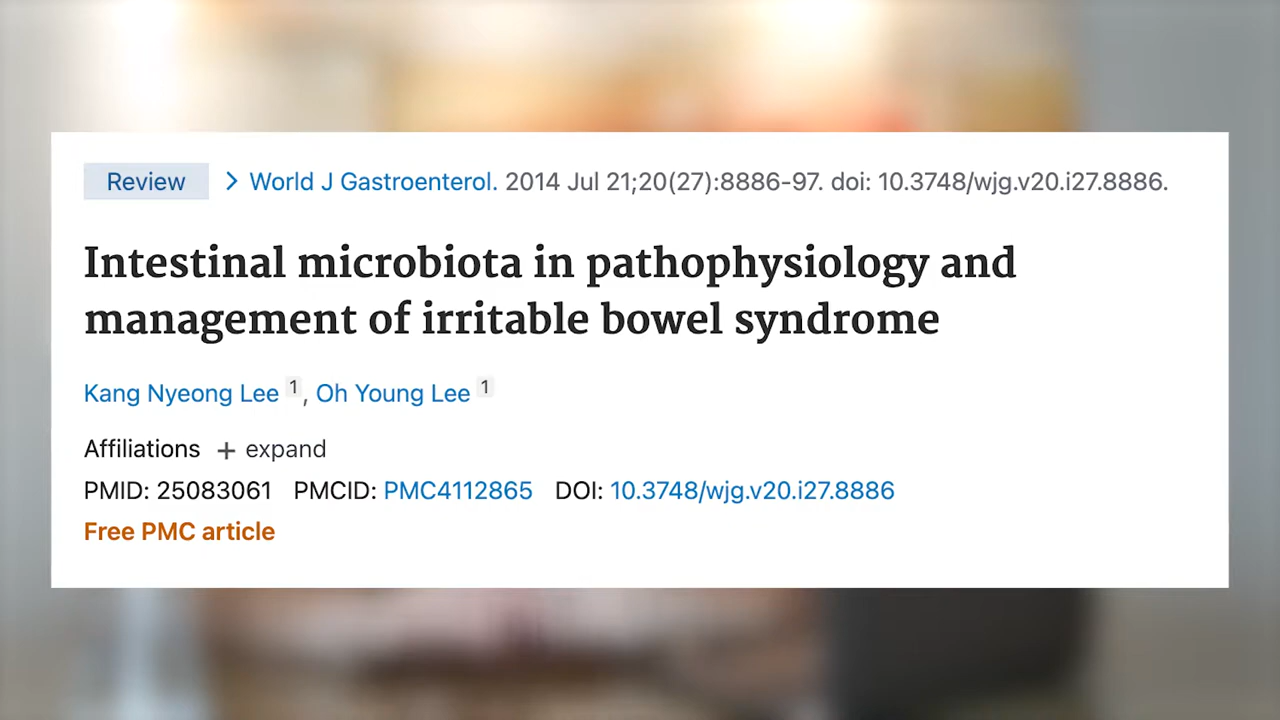 Review > World J Gastroenterol. 2014 Jul 21;20(27):8886-97. doi: 10.3748/wjg.v20.i27.8886.
Intestinal microbiota in pathophysiology and
management of irritable bowel syndrome
Kang Nyeong Lee 1, Oh Young Lee 1
Affiliations + expand
PMID: 25083061 PMCID: PMC4112865 DOI: 10.3748/wjg.v20.i27.8886
Free PMC article